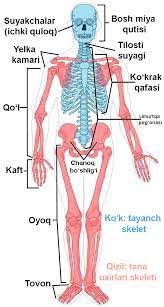 Suyakchalar
(ichki quloq)
Bosh miya
qutisi
Yelka
kamari
Tilosti
suyagi
Ko'krak
qafasi
Qo'l
Umurtqa
pog'onasi
Chanoq
bo'shlig'i
Kaft
Oyoq
Ko'k: tayanch
skelet
Qizil: tana
oxirlari skeleti
Tovon